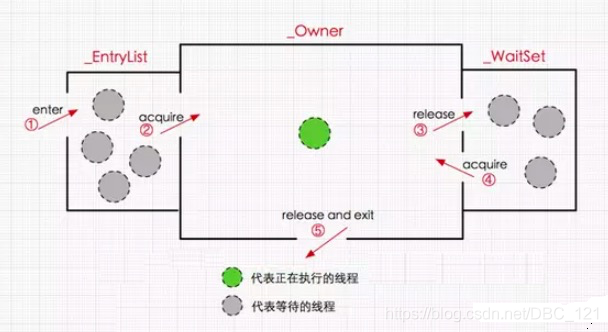 _Owner
_EntryList
_WaitSet
enter
①
acquire
②
release
③
acquire
④
release and exit
⑤
代表正在执行的线程
代表等待的线程
https://blog.csdn.net/DBC_121